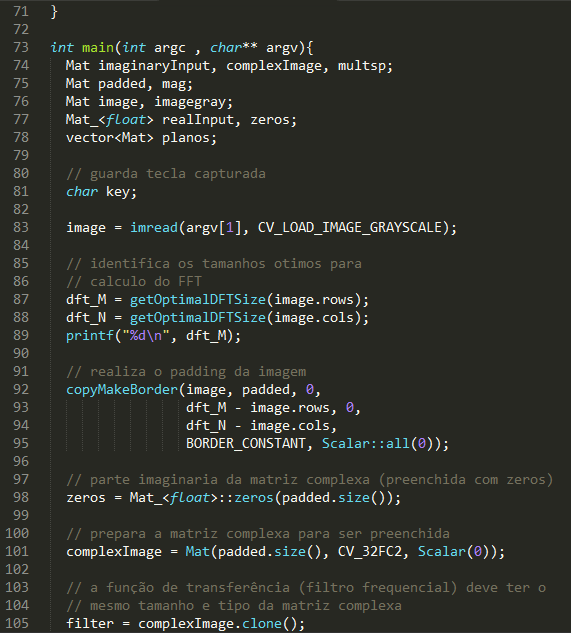 71 }
72
73 int main(int argc , char** argv){
74 Mat imaginaryInput, complexImage, multsp;
75 Mat padded, mag;
76 Mat image, imagegray;
77 Mat_<float> realInput, zeros;
78 vector<Mat> planos;
79
80 // guarda tecla capturada
81 char key;
82
83 image = imread(argv[1], CV_LOAD_IMAGE_GRAYSCALE);
84
85 // identifica os tamanhos otimos para
86 // calculo do FFT
87 dft_M = getOptimalDFTSize(image.rows);
88 dft_N = getOptimalDFTSize(image.cols);
89 printf("%d\n", dft_M);
90
91 // realiza o padding da imagem
92 copyMakeBorder(image, padded, 0,
93 dft_M - image.rows, 0,
94 dft_N - image.cols,
95 BORDER_CONSTANT, Scalar::all(0));
96
97 // parte imaginaria da matriz complexa (preenchida com zeros)
98 zeros = Mat_<float>::zeros(padded.size());
99
100 // prepara a matriz complexa para ser preenchida
101 complexImage = Mat(padded.size(), CV_32FC2, Scalar(0));
102
103 // a função de transferência (filtro frequencial) deve ter o
104 // mesmo tamanho e tipo da matriz complexa
105 filter = complexImage.clone();